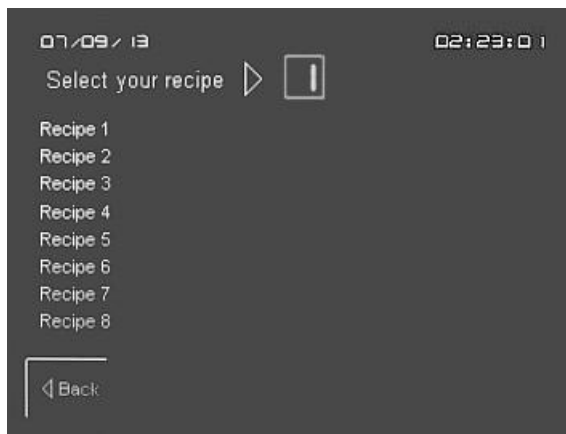 07/09/13 02:23:01
Select your recipe 1
Recipe 1
Recipe 2
Recipe 3
Recipe 4
Recipe 5
Recipe 6
Recipe 7
Recipe 8
Back